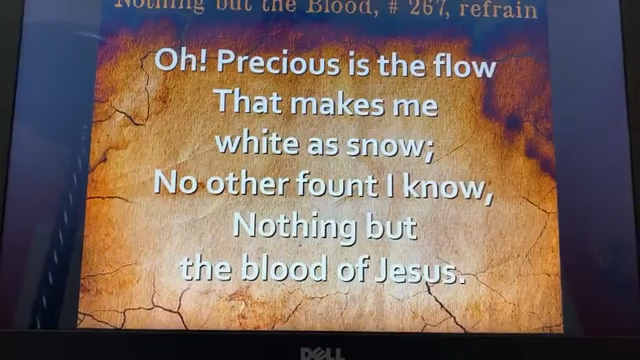 Nothing but the Blood, # 267, refrain
Oh! Precious is the flow
That makes me
white as snow;
No other fount I know,
Nothing but
the blood of Jesus.
DELL